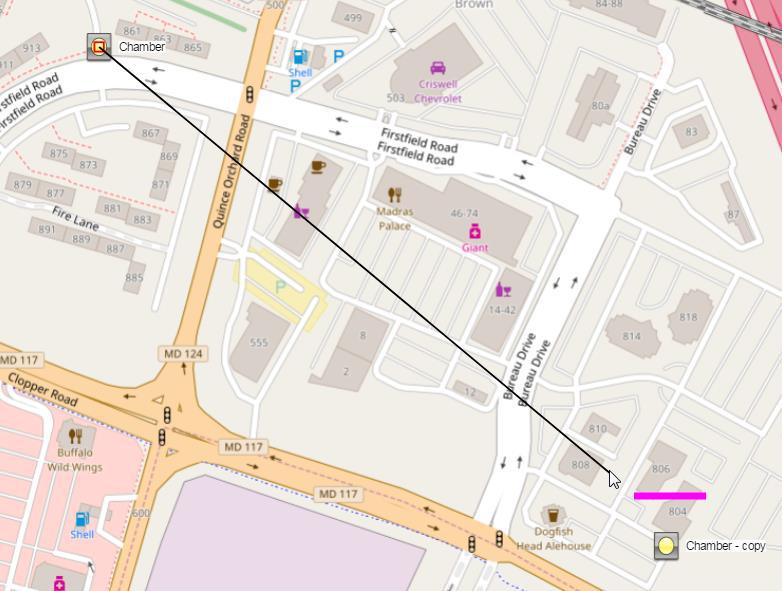 500
499
Brown
84-88
861
863
865
913
911
Chamber
Shell
P
P
Criswell
Chevrolet
503
Firstfield Road
Firstfield Road
Firstfield Road
Firstfield Road
80a
Bureau Drive
83
87
867
869
871
875
873
879
877
881
883
Fire Lane
891
889
887
885
Quince Orchard Road
Madras
Palace
46-74
Giant
14-42
P
555
8
2
12
Bureau Drive
Bureau Drive
814
818
MD 124
MD 117
Clopper Road
MD 117
MD 117
Buffalo
Wild Wings
Shell
600
810
808
806
804
Dogfish
Head Alehouse
Chamber - copy